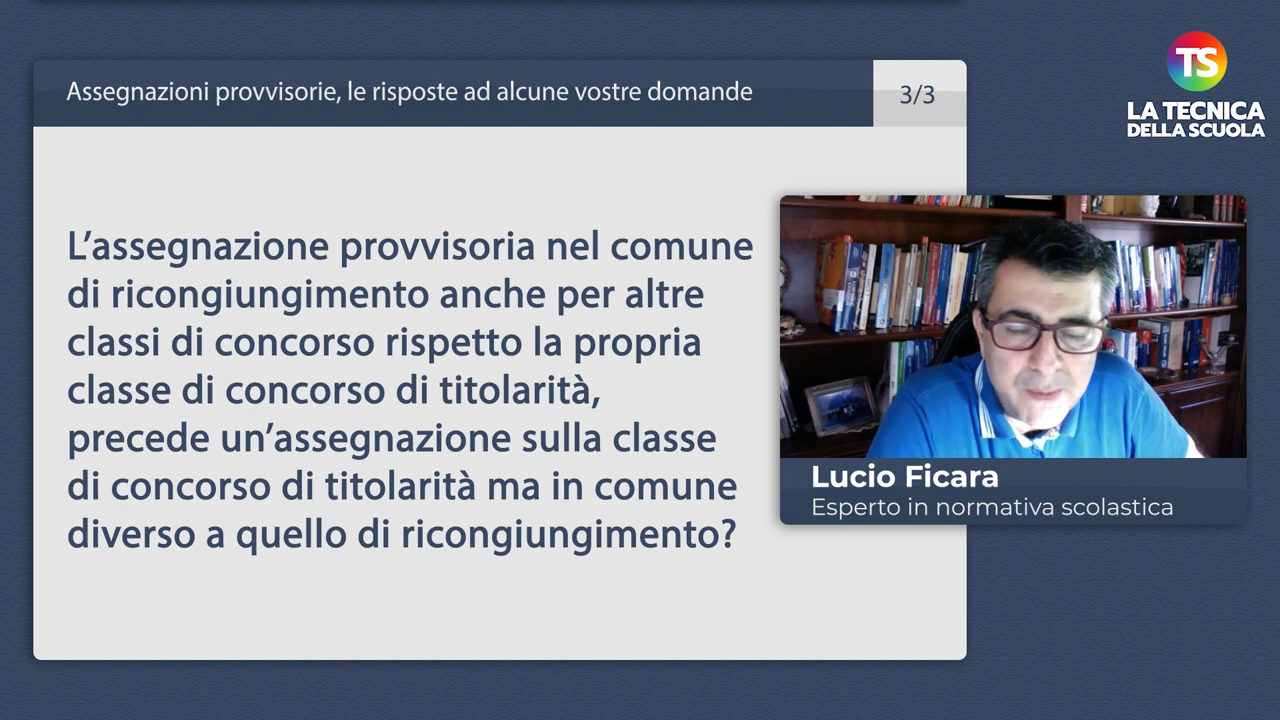 Assegnazioni provvisorie, le risposte ad alcune vostre domande
3/3
TS
LA TECNICA
DELLA SCUOLA
L'assegnazione provvisoria nel comune
di ricongiungimento anche per altre
classi di concorso rispetto la propria
classe di concorso di titolarità,
precede un'assegnazione sulla classe
di concorso di titolarità ma in comune
diverso a quello di ricongiungimento?
Lucio Ficara
Esperto in normativa scolastica